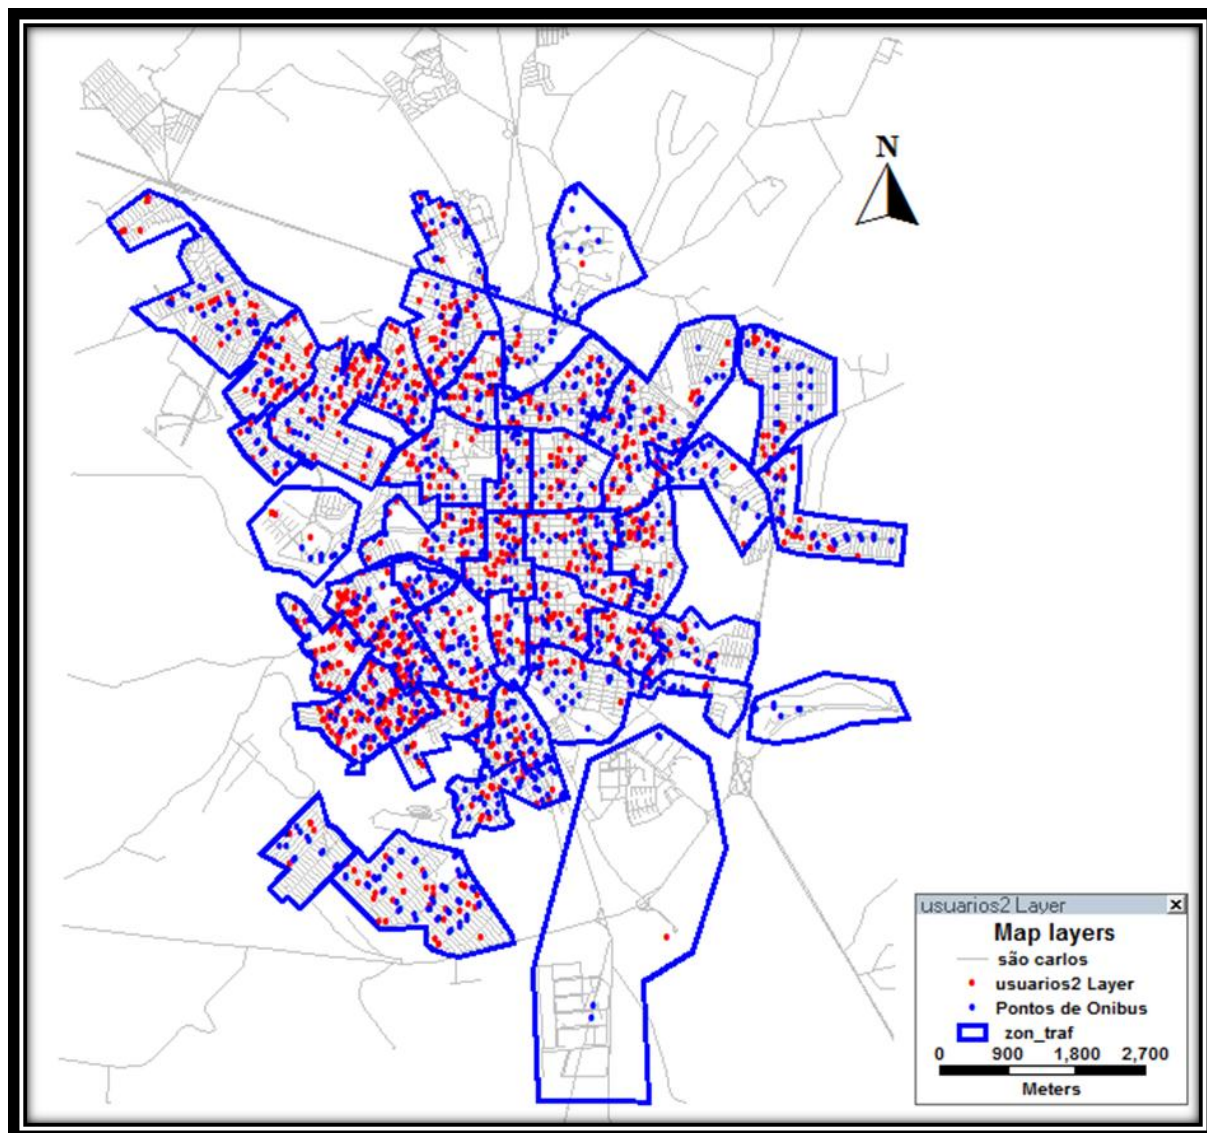 N
usuarios2 Layer
Map layers
são carlos
usuarios2 Layer
Pontos de Onibus
zon_traf
0 900 1,800 2,700
Meters